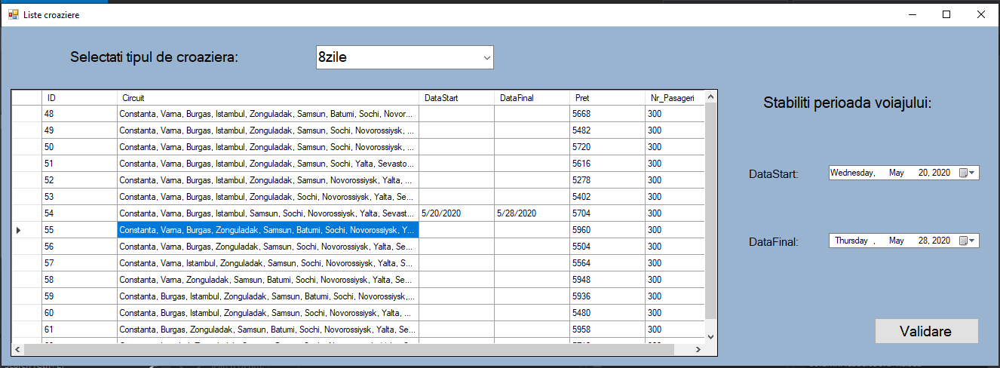 Liste croaziere
Selectati tipul de croaziera: 8zile
ID Circuit DataStart DataFinal Pret Nr_Pasageri
48 Constanta, Varna, Burgas, Istambul, Zonguladak, Samsun, Batumi, Sochi, Novor... 5668 300
49 Constanta, Varna, Burgas, Istambul, Zonguladak, Samsun, Sochi, Novorossiysk, ... 5482 300
50 Constanta, Varna, Burgas, Istambul, Zonguladak, Samsun, Sochi, Novorossiysk, ... 5720 300
51 Constanta, Varna, Burgas, Istambul, Zonguladak, Samsun, Sochi, Yalta, Sevasto... 5616 300
52 Constanta, Varna, Burgas, Istambul, Zonguladak, Samsun, Novorossiysk, Yalta, ... 5278 300
53 Constanta, Varna, Burgas, Istambul, Zonguladak, Sochi, Novorossiysk, Yalta, Se... 5402 300
54 Constanta, Varna, Burgas, Istambul, Samsun, Sochi, Novorossiysk, Yalta, Sevast... 5/20/2020 5/28/2020 5704 300
55 Constanta, Varna, Burgas, Zonguladak, Samsun, Batumi, Sochi, Novorossiysk, Y... 5960 300
56 Constanta, Varna, Burgas, Zonguladak, Samsun, Sochi, Novorossiysk, Yalta, Se... 5504 300
57 Constanta, Varna, Istambul, Zonguladak, Samsun, Sochi, Novorossiysk, Yalta, Se... 5564 300
58 Constanta, Varna, Zonguladak, Samsun, Batumi, Sochi, Novorossiysk, Yalta, Se... 5948 300
59 Constanta, Burgas, Istambul, Zonguladak, Samsun, Batumi, Sochi, Novorossiysk,... 5936 300
60 Constanta, Burgas, Istambul, Zonguladak, Samsun, Sochi, Novorossiysk, Yalta, ... 5480 300
61 Constanta, Burgas, Zonguladak, Samsun, Batumi, Sochi, Novorossiysk, Yalta, Se... 5958 300
Stabiliti perioada voiajului:
DataStart: Wednesday, May 20, 2020
DataFinal: Thursday , May 28, 2020
Validare